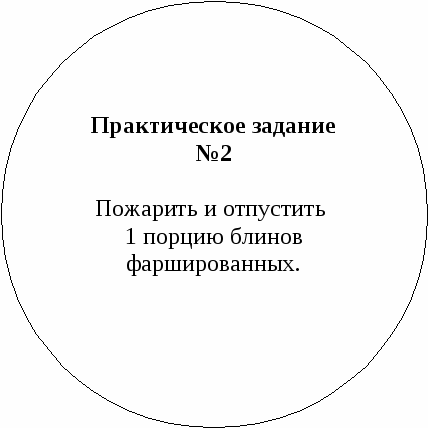 Практическое задание
№2
Пожарить и отпустить
1 порцию блинов
фаршированных.